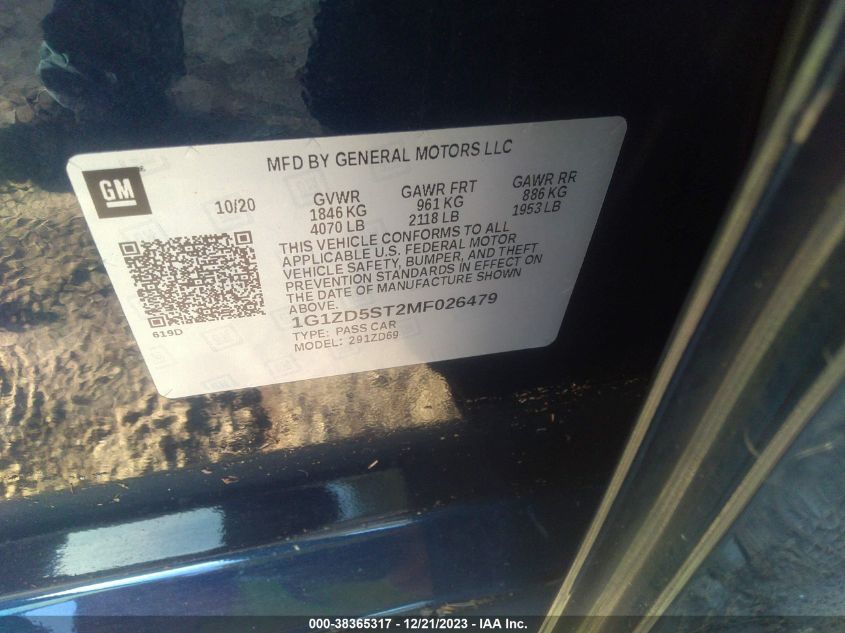 MFD BY GENERAL MOTORS LLC
GM
10/20
GVWR
1846 KG
4070 LB
GAWR FRT
961 KG
2118 LB
GAWR RR
886 KG
1953 LB
THIS VEHICLE CONFORMS TO ALL
APPLICABLE U.S. FEDERAL MOTOR
VEHICLE SAFETY, BUMPER, AND THEFT
PREVENTION STANDARDS IN EFFECT ON
THE DATE OF MANUFACTURE SHOWN
ABOVE.
619D
1G1ZD5ST2MF026479
TYPE: PASS CAR
MODEL: 291ZD69
000-38365317 - 12/21/2023 - IAA Inc.